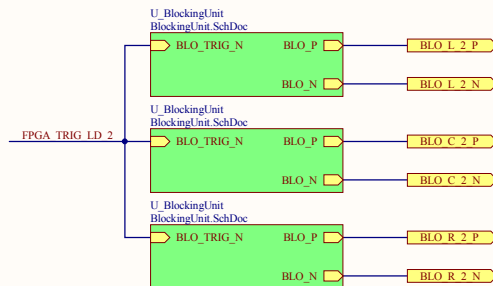 U_BlockingUnit
BlockingUnit.SchDoc
BLO_TRIG_N BLO_P BLO_L_2_P
BLO_N BLO_L_2_N
U_BlockingUnit
BlockingUnit.SchDoc
FPGA_TRIG_LD_2 BLO_TRIG_N BLO_P BLO_C_2_P
BLO_N BLO_C_2_N
U_BlockingUnit
BlockingUnit.SchDoc
BLO_TRIG_N BLO_P BLO_R_2_P
BLO_N BLO_R_2_N